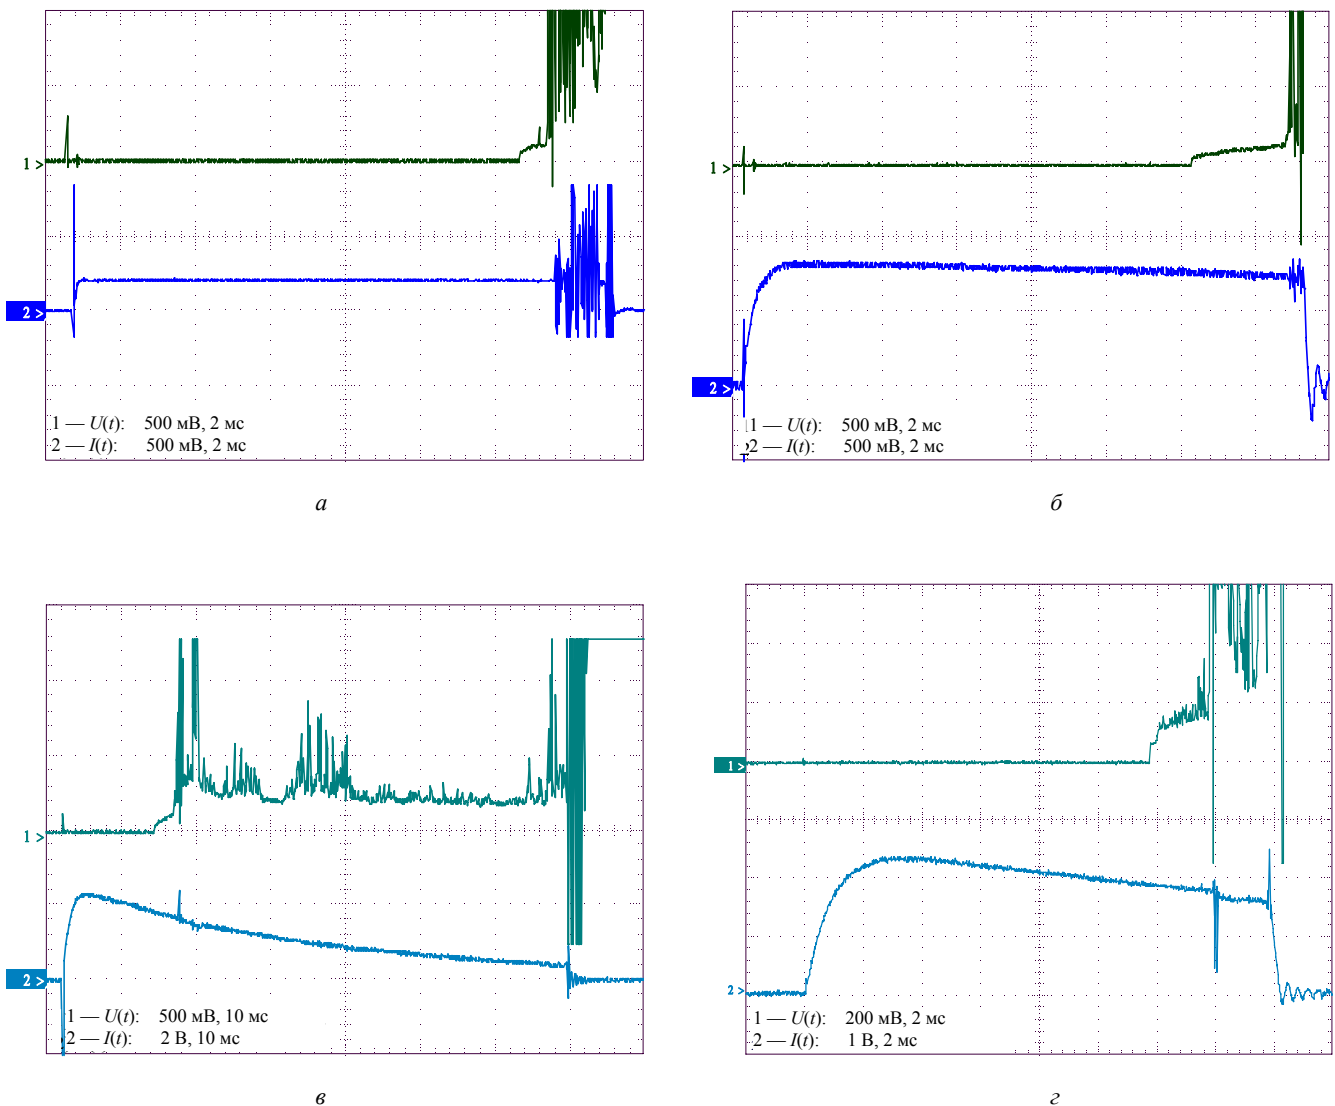 1 >
2 >
1 — U(t): 500 мВ, 2 мс
2 — I(t): 500 мВ, 2 мс
а
1 >
2 >
1 — U(t): 500 мВ, 2 мс
2 — I(t): 500 мВ, 2 мс
б
1 >
2 >
1 — U(t): 500 мВ, 10 мс
2 — I(t): 2 В, 10 мс
в
1 >
2 >
1 — U(t): 200 мВ, 2 мс
2 — I(t): 1 В, 2 мс
г